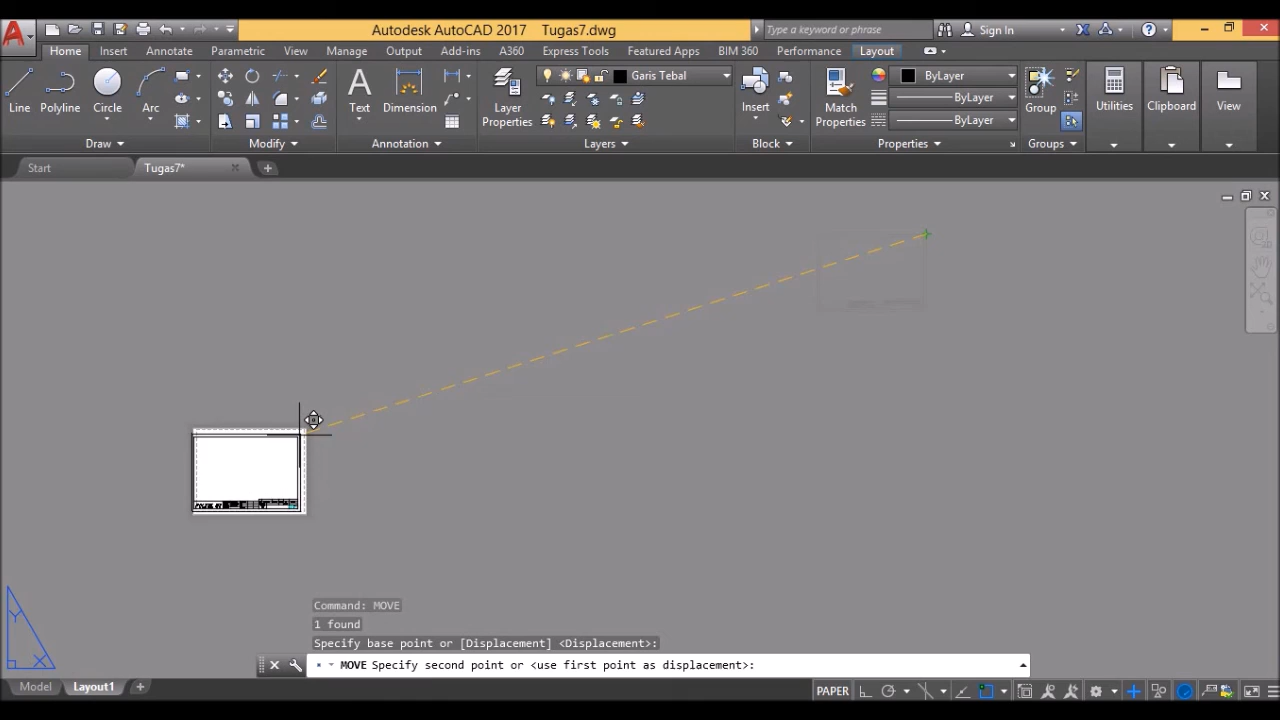 Autodesk AutoCAD 2017 Tugas7.dwg
Type a keyword or phrase
Sign In
Home Insert Annotate Parametric View Manage Output Add-ins A360 Express Tools Featured Apps BIM 360 Performance Layout
Line Polyline Circle Arc
Text Dimension
Layer Properties
Garis Tebal
Insert
Match Properties
ByLayer
ByLayer
ByLayer
Group
Utilities Clipboard View
Draw Modify Annotation Layers Block Properties Groups
Start Tugas7*
Command: MOVE
1 found
Specify base point or [Displacement] <Displacement>:
MOVE Specify second point or <use first point as displacement>:
Y
X
Model Layout1
PAPER